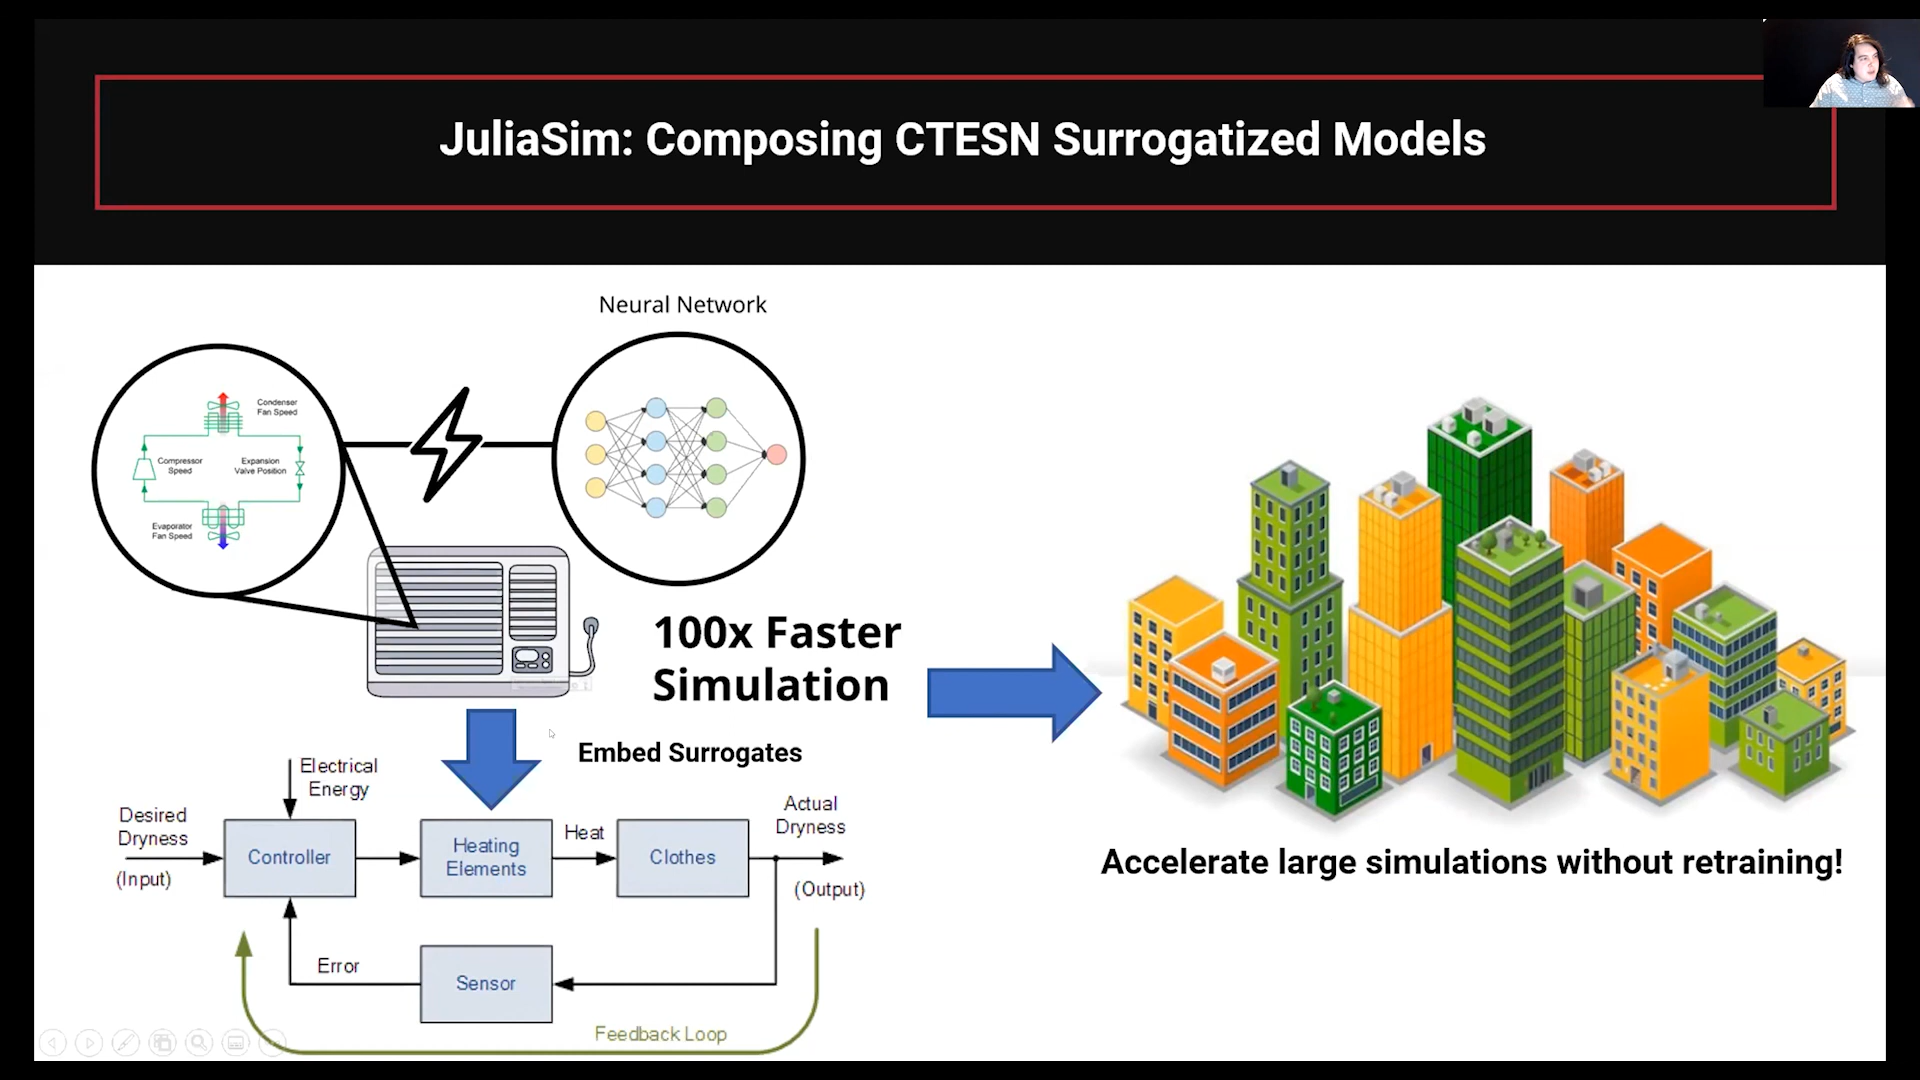 JuliaSim: Composing CTESN Surrogatized Models
Neural Network
Condenser
Fan Speed
Compressor
Speed
Expansion
Valve Position
Evaporator
Fan Speed
100x Faster
Simulation
Embed Surrogates
Electrical
Energy
Desired
Dryness
(Input)
Controller
Heating
Elements
Heat
Clothes
Actual
Dryness
(Output)
Error
Sensor
Feedback Loop
Accelerate large simulations without retraining!